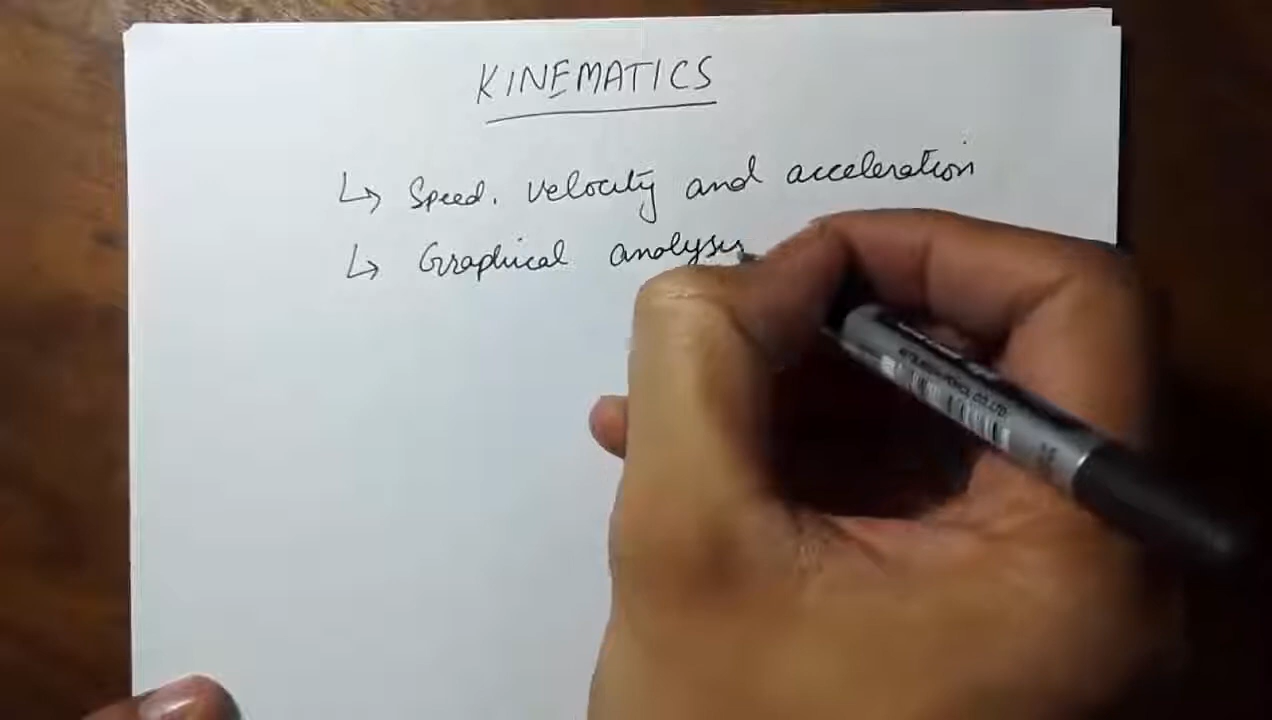 KINEMATICS
↳ Speed, velocity and acceleration
↳ Graphical analysis